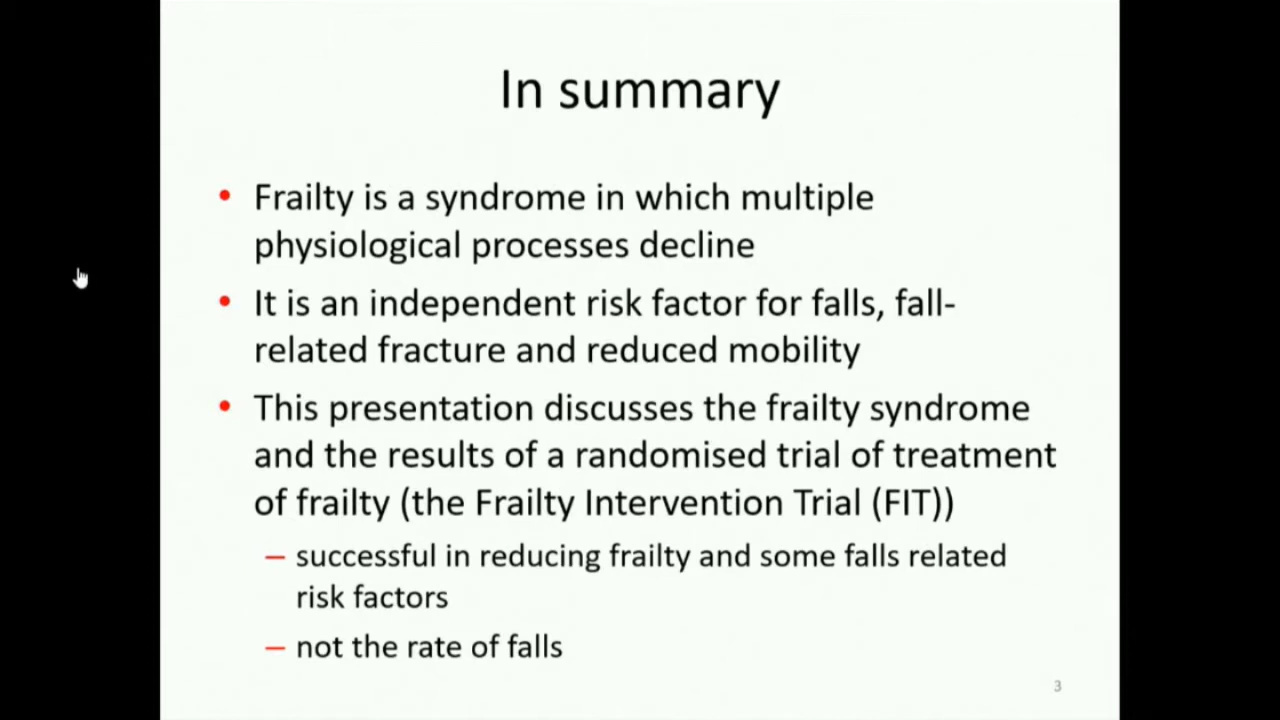 In summary
• Frailty is a syndrome in which multiple
physiological processes decline
• It is an independent risk factor for falls, fall-
related fracture and reduced mobility
• This presentation discusses the frailty syndrome
and the results of a randomised trial of treatment
of frailty (the Frailty Intervention Trial (FIT))
– successful in reducing frailty and some falls related
risk factors
– not the rate of falls
3